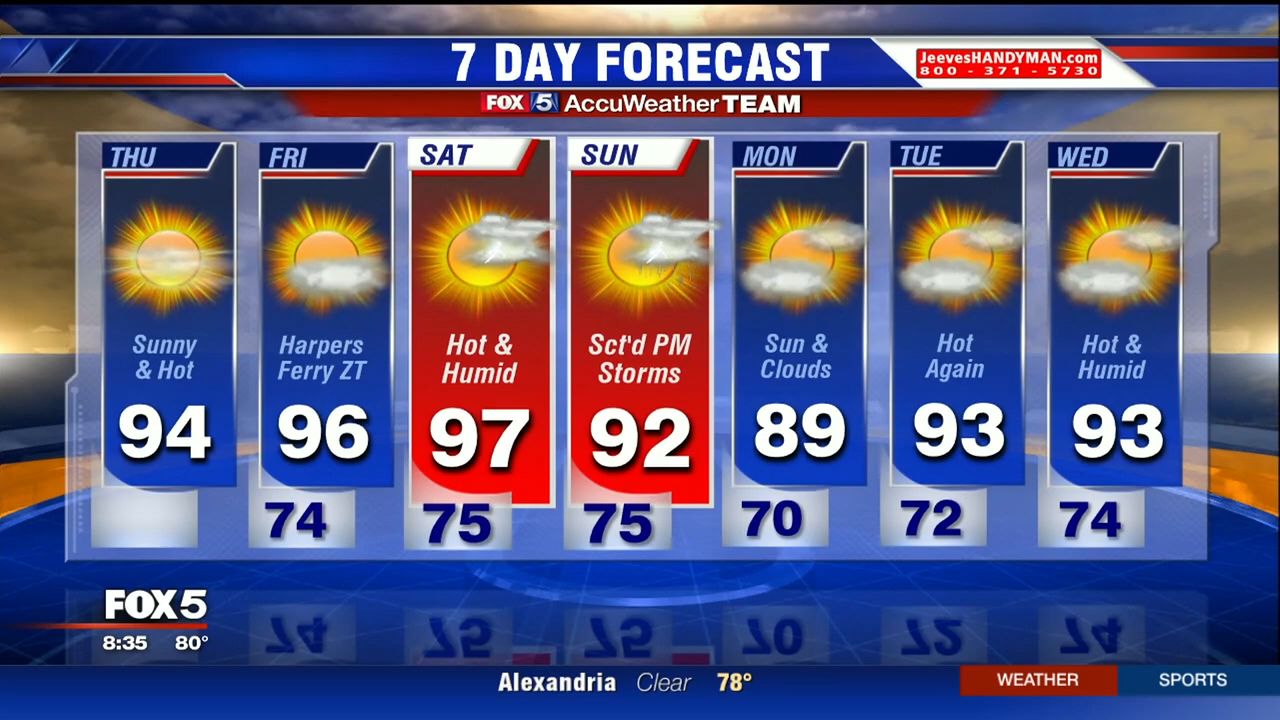 7 DAY FORECAST
JeevesHANDYMAN.com
800 - 371 - 5730
FOX 5 AccuWeather TEAM
THU
FRI
SAT
SUN
MON
TUE
WED
Sunny
& Hot
Harpers
Ferry ZT
Hot &
Humid
Sct'd PM
Storms
Sun &
Clouds
Hot
Again
Hot &
Humid
94
96
97
92
89
93
93
74
75
75
70
72
74
FOX 5
8:35 80°
Alexandria Clear 78°
WEATHER
SPORTS